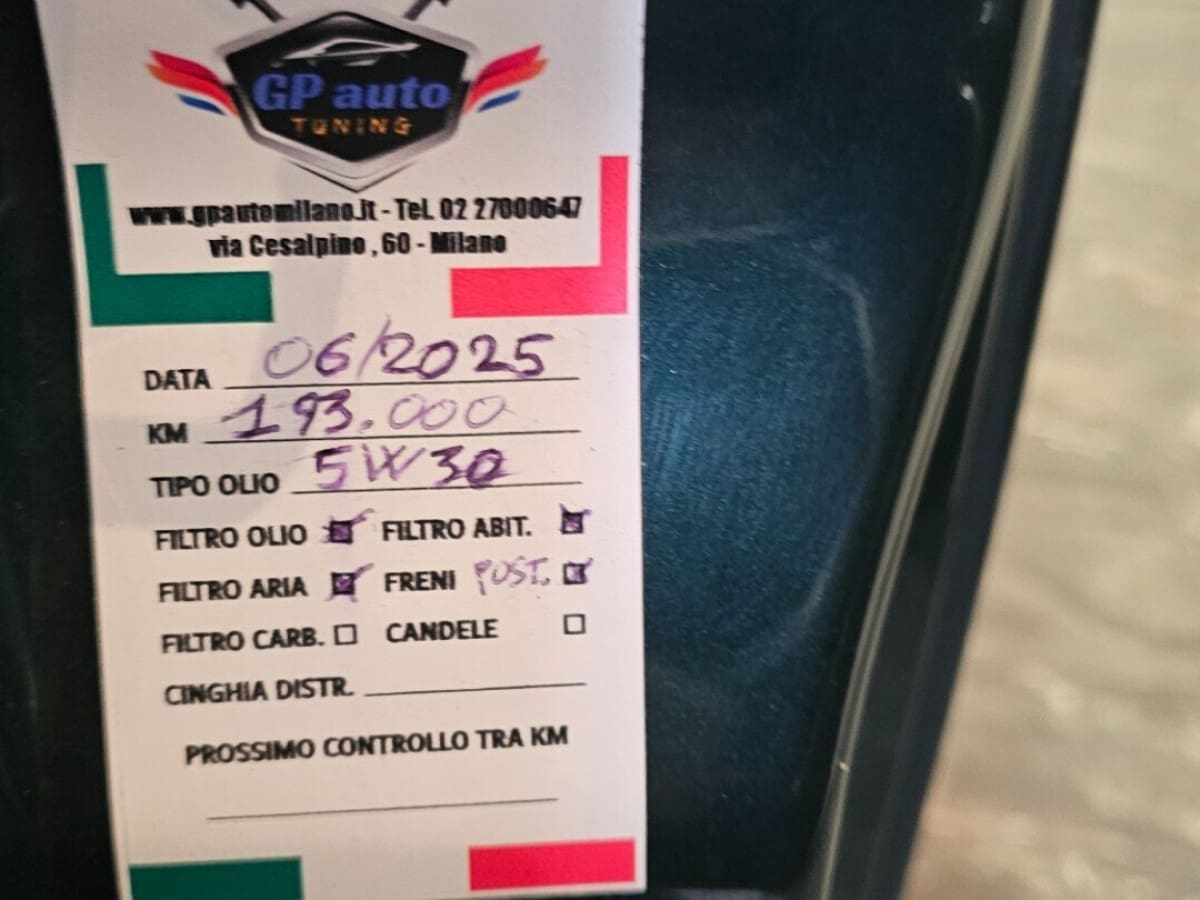 GP auto
TUNING
www.gpautomilano.it - Tel. 02 27000647
via Cesalpino , 60 - Milano
DATA 06/2025
KM 193.000
TIPO OLIO 5W30
FILTRO OLIO FILTRO ABIT.
FILTRO ARIA FRENI POST.
FILTRO CARB. CANDELE
CINGHIA DISTR.
PROSSIMO CONTROLLO TRA KM